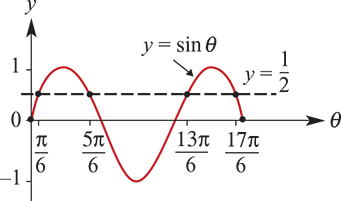 y
y = sin θ
1
y = 1/2
0
θ
π/6 5π/6 13π/6 17π/6
−1